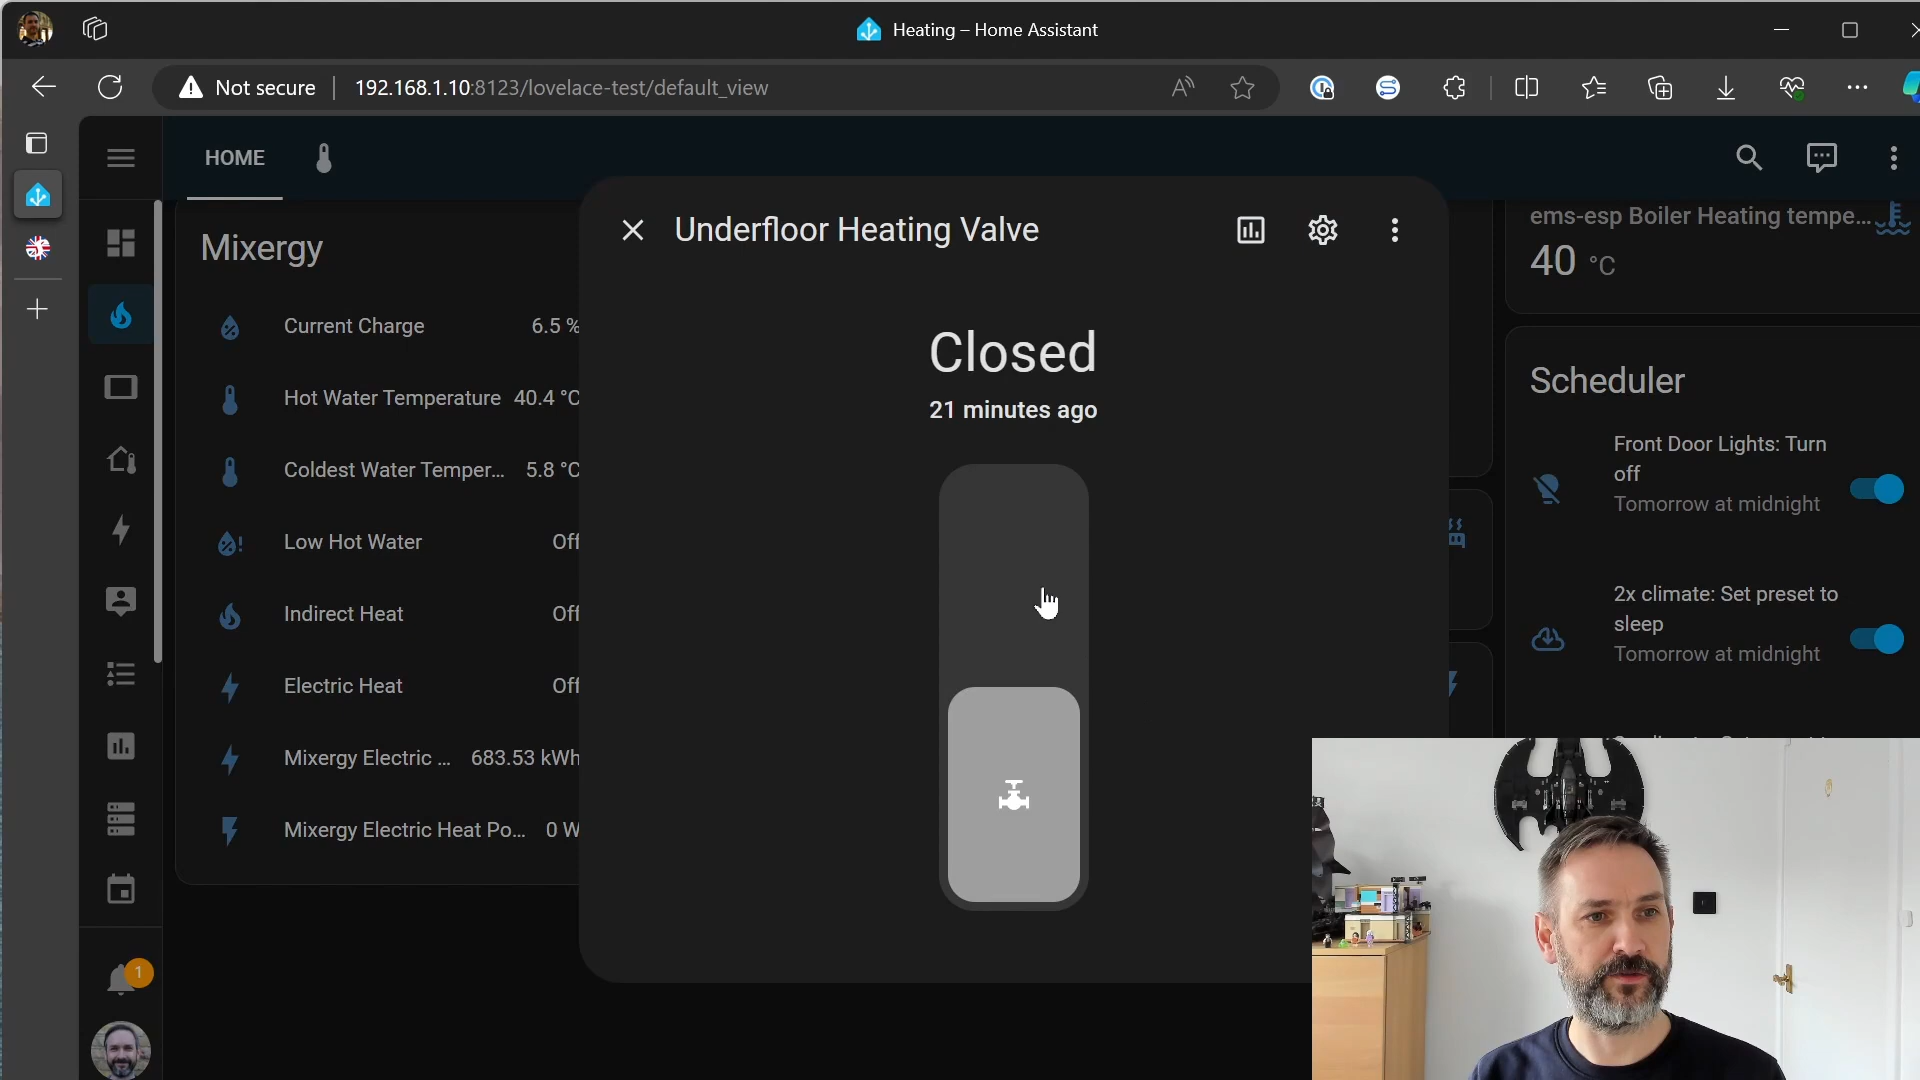 Heating – Home Assistant
Not secure
192.168.1.10:8123/lovelace-test/default_view
HOME
Mixergy
Current Charge 6.5 %
Hot Water Temperature 40.4 °C
Coldest Water Temper... 5.8 °C
Low Hot Water Off
Indirect Heat Off
Electric Heat Off
Mixergy Electric ... 683.53 kWh
Mixergy Electric Heat Po... 0 W
1
Underfloor Heating Valve
Closed
21 minutes ago
ems-esp Boiler Heating tempe...
40 °C
Scheduler
Front Door Lights: Turn
off
Tomorrow at midnight
2x climate: Set preset to
sleep
Tomorrow at midnight